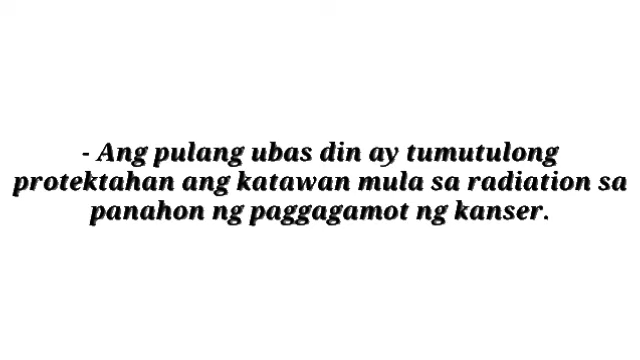 - Ang pulang ubas din ay tumutulong
protektahan ang katawan mula sa radiation sa
panahon ng paggagamot ng kanser.